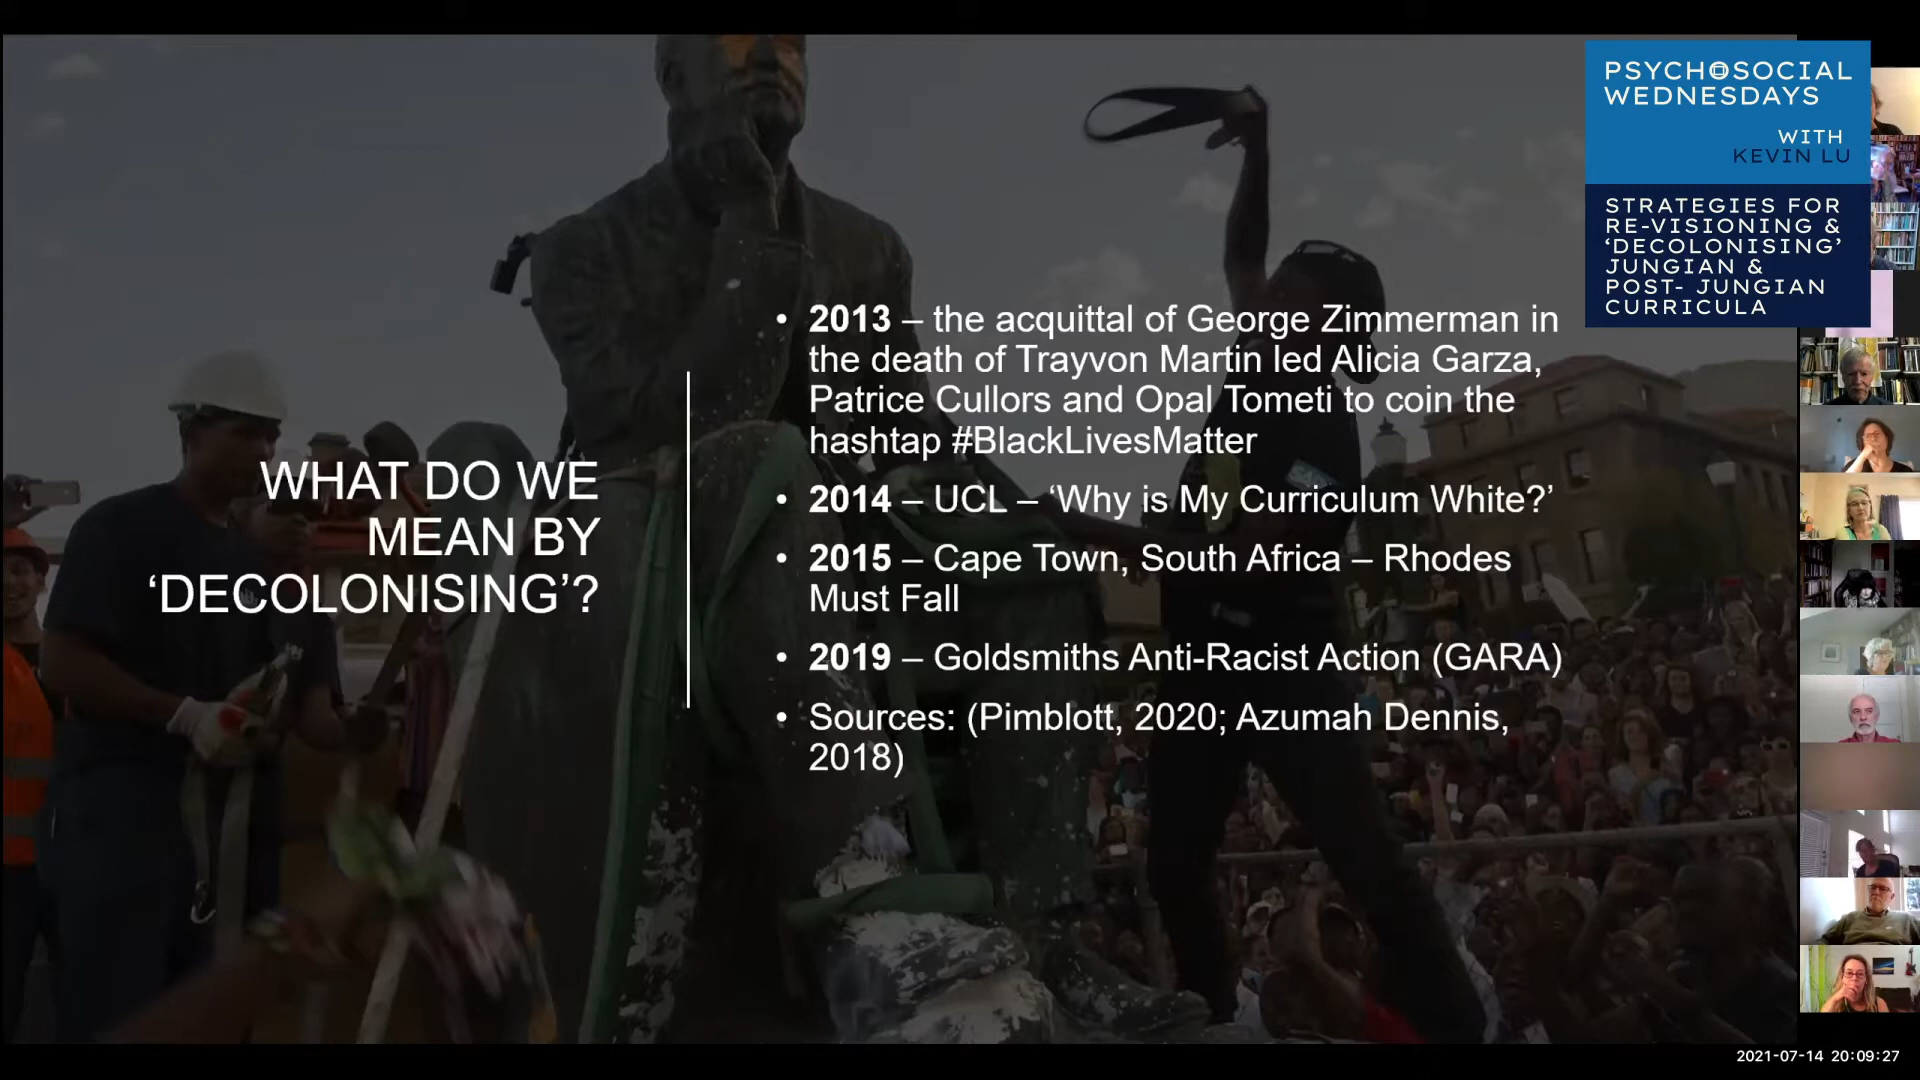 WHAT DO WE
MEAN BY
‘DECOLONISING’?
• 2013 – the acquittal of George Zimmerman in
the death of Trayvon Martin led Alicia Garza,
Patrice Cullors and Opal Tometi to coin the
hashtap #BlackLivesMatter
• 2014 – UCL – ‘Why is My Curriculum White?’
• 2015 – Cape Town, South Africa – Rhodes
Must Fall
• 2019 – Goldsmiths Anti-Racist Action (GARA)
• Sources: (Pimblott, 2020; Azumah Dennis,
2018)
PSYCHOSOCIAL
WEDNESDAYS
WITH
KEVIN LU
STRATEGIES FOR
RE-VISIONING &
‘DECOLONISING’
JUNGIAN &
POST- JUNGIAN
CURRICULA
2021-07-14 20:09:27